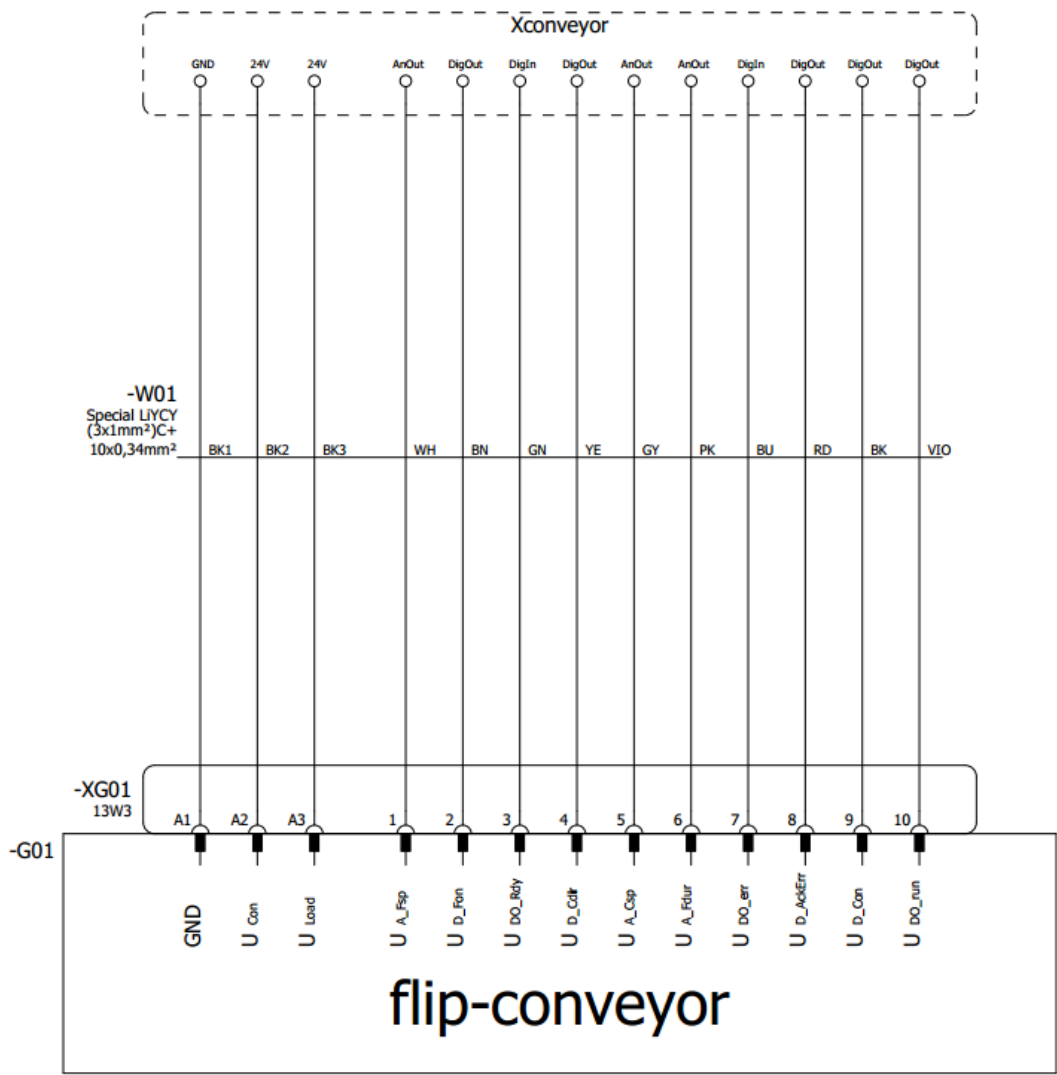 Xconveyor
GND 24V 24V AnOut DigOut DigIn DigOut AnOut AnOut DigIn DigOut DigOut DigOut
-W01
Special LiYCY
(3x1mm²)C+
10x0,34mm²
BK1 BK2 BK3 WH BN GN YE GY PK BU RD BK VIO
-XG01
13W3
A1 A2 A3 1 2 3 4 5 6 7 8 9 10
-G01
GND
U Con
U Load
U A_Fsp
U D_Fon
U DO_Rdy
U D_Cdir
U A_Csp
U A_Fdur
U DO_err
U D_AckErr
U D_Con
U DO_run
flip-conveyor